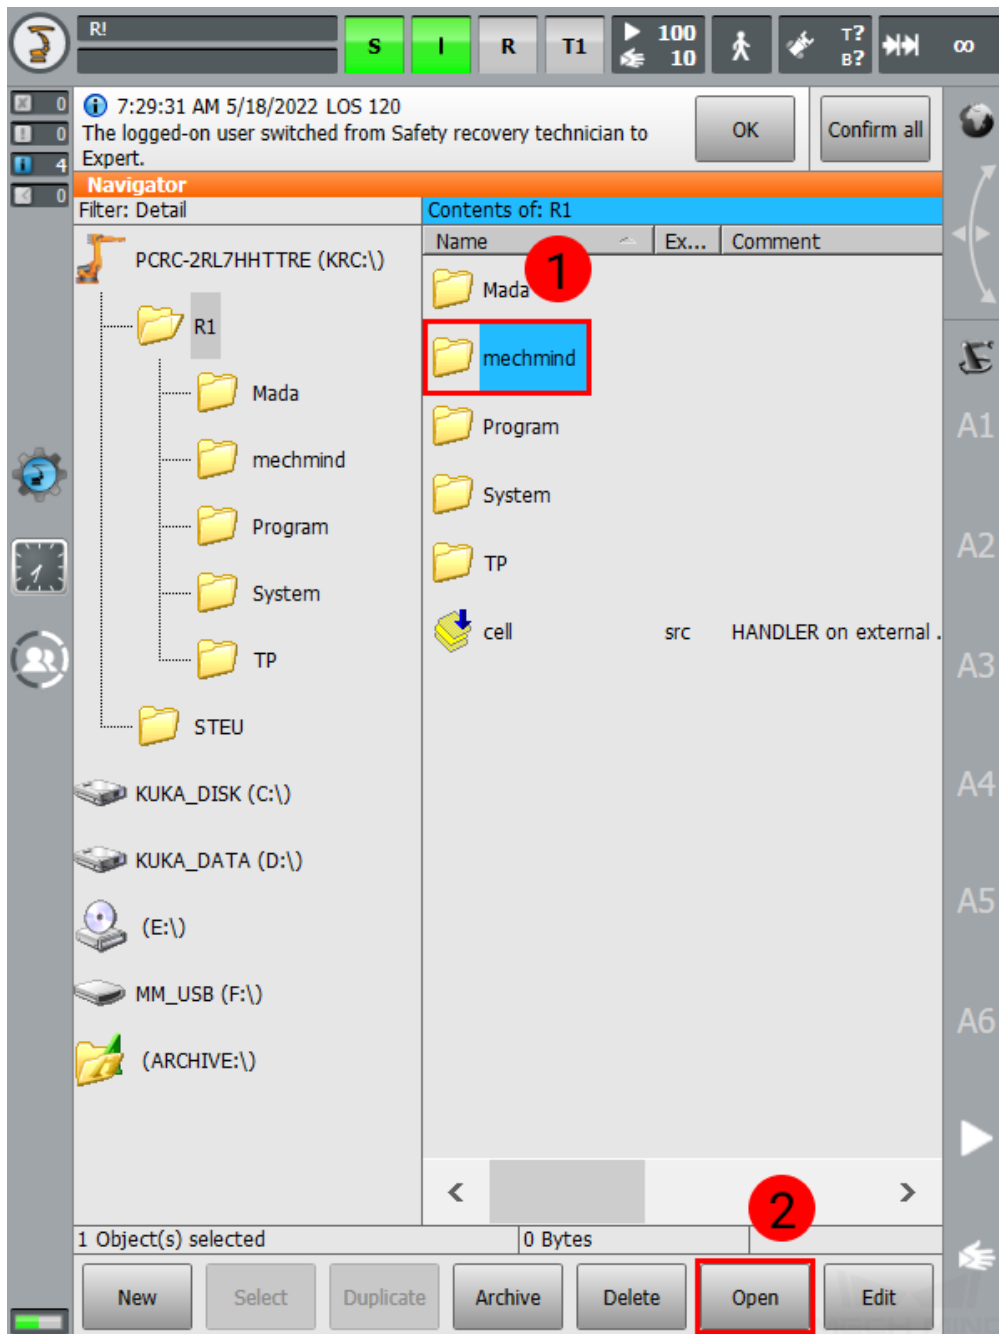 R!
S
I
R
T1
100
10
T?
B?
∞
0
0
4
0
7:29:31 AM 5/18/2022 LOS 120
The logged-on user switched from Safety recovery technician to
Expert.
OK
Confirm all
Navigator
Filter: Detail
Contents of: R1
Name
Ex...
Comment
PCRC-2RL7HHTTRE (KRC:\)
R1
Mada
mechmind
Program
System
TP
STEU
KUKA_DISK (C:\)
KUKA_DATA (D:\)
(E:\)
MM_USB (F:\)
(ARCHIVE:\)
1
Mada
mechmind
Program
System
TP
cell src HANDLER on external .
A1
A2
A3
A4
A5
A6
2
1 Object(s) selected
0 Bytes
New
Select
Duplicate
Archive
Delete
Open
Edit